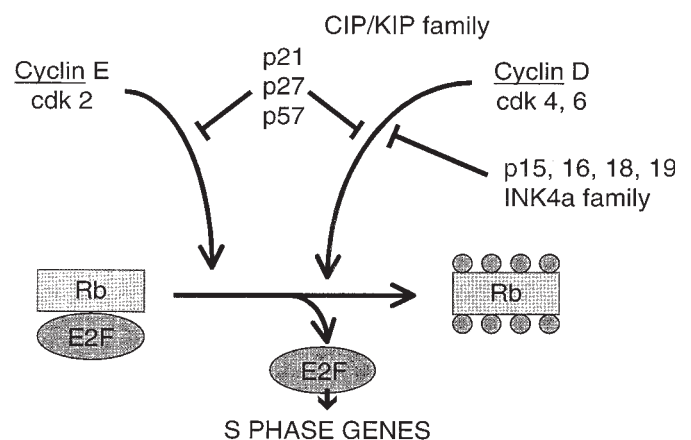 CIP/KIP family
Cyclin E
cdk 2
p21
p27
p57
Cyclin D
cdk 4, 6
p15, 16, 18, 19
INK4a family
Rb
E2F
Rb
E2F
S PHASE GENES